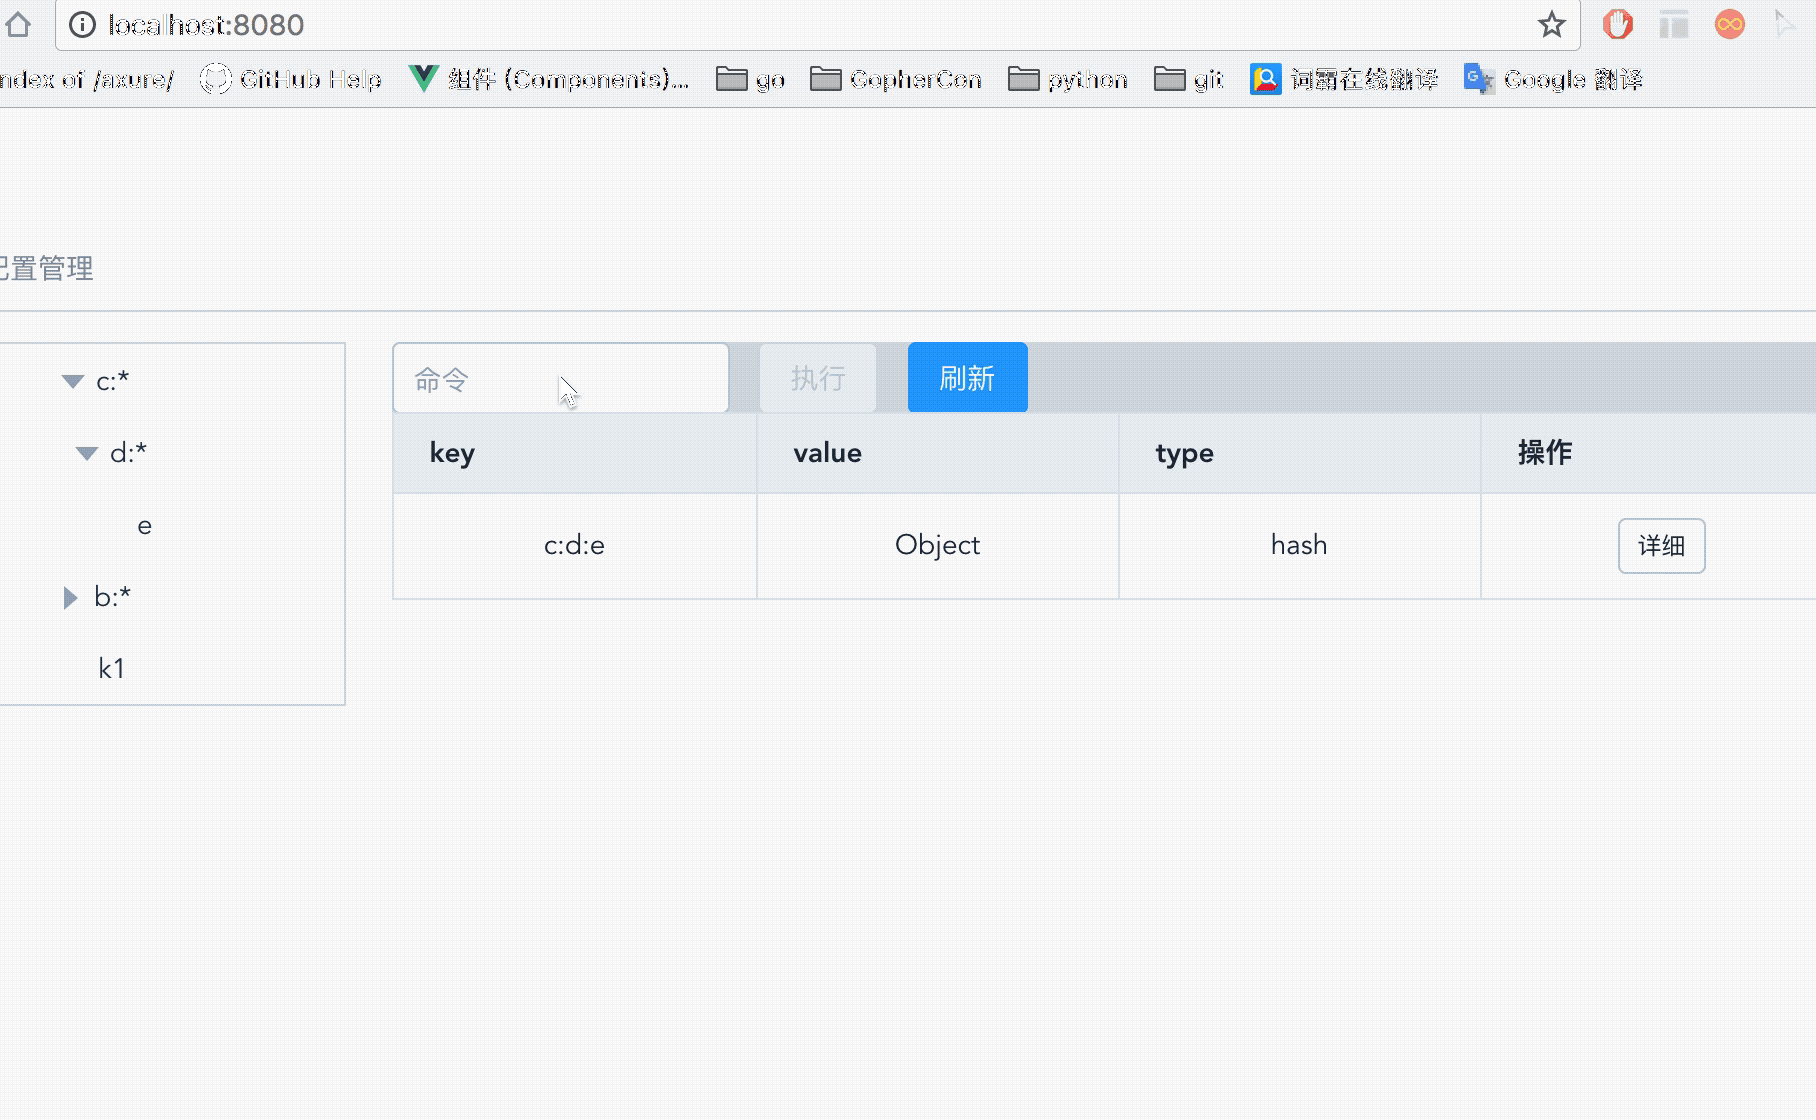 localhost:8080
ndex of /axure/ GitHub Help 组件 (Components)... go GopherCon python git 词霸在线翻译 Google 翻译
配置管理
c:*
d:*
e
b:*
k1
命令 执行 刷新
key value type 操作
c:d:e Object hash 详细